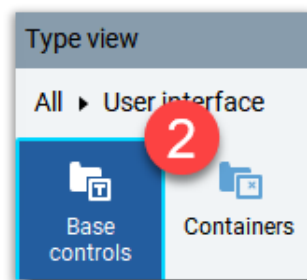 Type view
All ▸ User interface
2
Base
controls
Containers